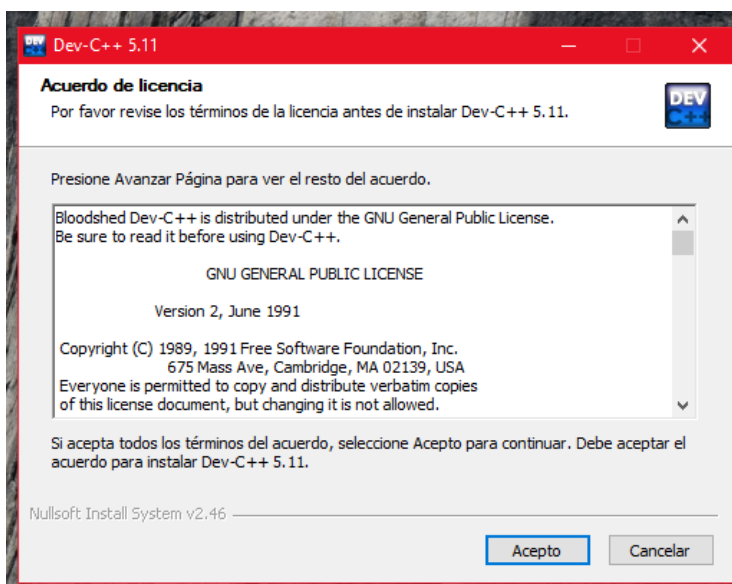 Dev-C++ 5.11
Acuerdo de licencia
Por favor revise los términos de la licencia antes de instalar Dev-C++ 5.11.
DEV
C++
Presione Avanzar Página para ver el resto del acuerdo.
Bloodshed Dev-C++ is distributed under the GNU General Public License.
Be sure to read it before using Dev-C++.
GNU GENERAL PUBLIC LICENSE
Version 2, June 1991
Copyright (C) 1989, 1991 Free Software Foundation, Inc.
675 Mass Ave, Cambridge, MA 02139, USA
Everyone is permitted to copy and distribute verbatim copies
of this license document, but changing it is not allowed.
Si acepta todos los términos del acuerdo, seleccione Acepto para continuar. Debe aceptar el
acuerdo para instalar Dev-C++ 5.11.
Nullsoft Install System v2.46
Acepto
Cancelar